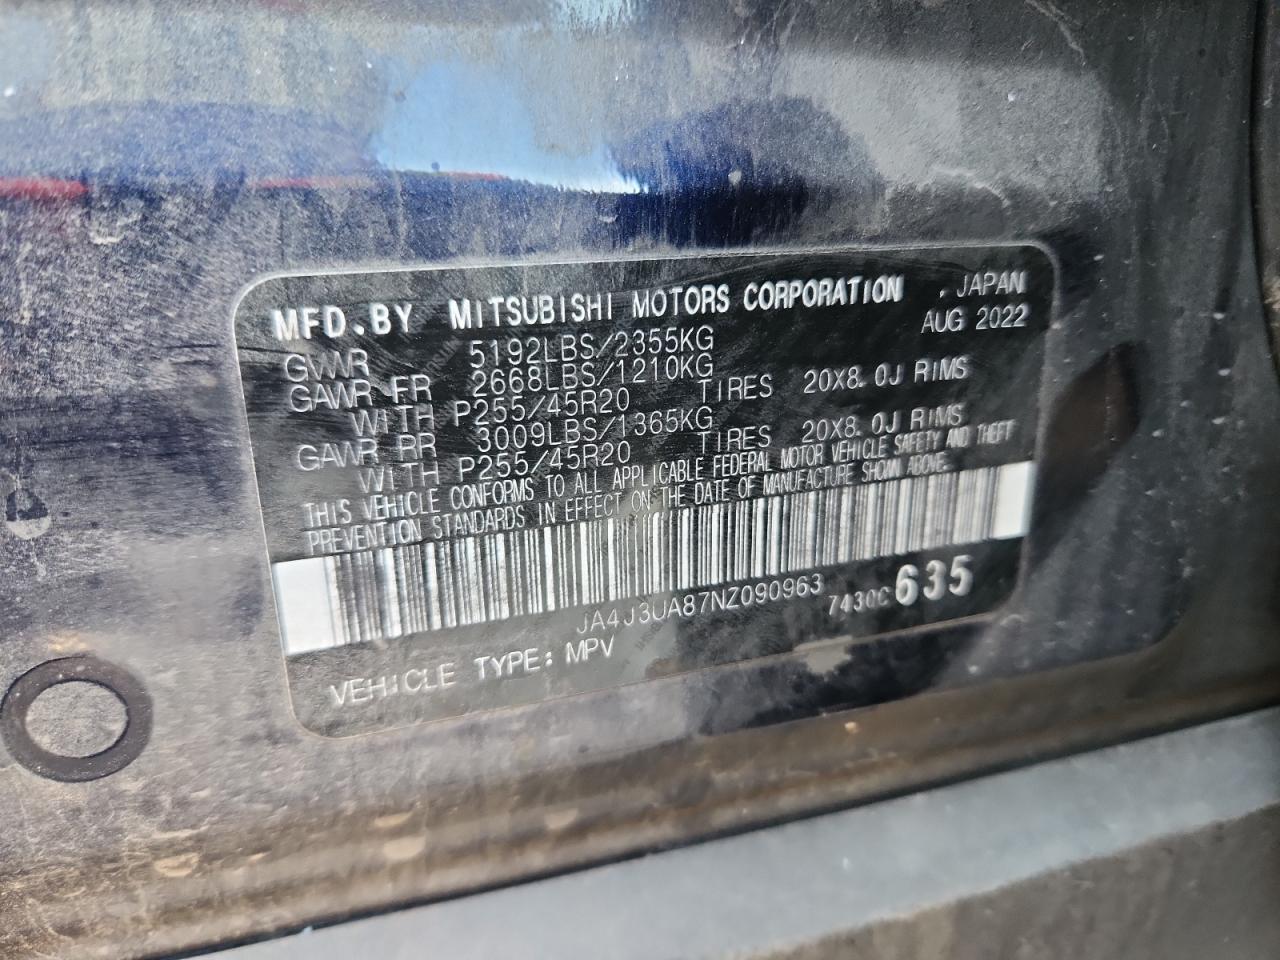 MFD.BY MITSUBISHI MOTORS CORPORATION , JAPAN
AUG 2022
GVWR 5192LBS/2355KG
GAWR FR 2668LBS/1210KG
WITH P255/45R20 TIRES 20X8.0J RIMS
GAWR RR 3009LBS/1365KG
WITH P255/45R20 TIRES 20X8.0J RIMS
THIS VEHICLE CONFORMS TO ALL APPLICABLE FEDERAL MOTOR VEHICLE SAFETY AND THEFT
PREVENTION STANDARDS IN EFFECT ON THE DATE OF MANUFACTURE SHOWN ABOVE.
JA4J3UA87NZ090963 7430C 635
VEHICLE TYPE: MPV